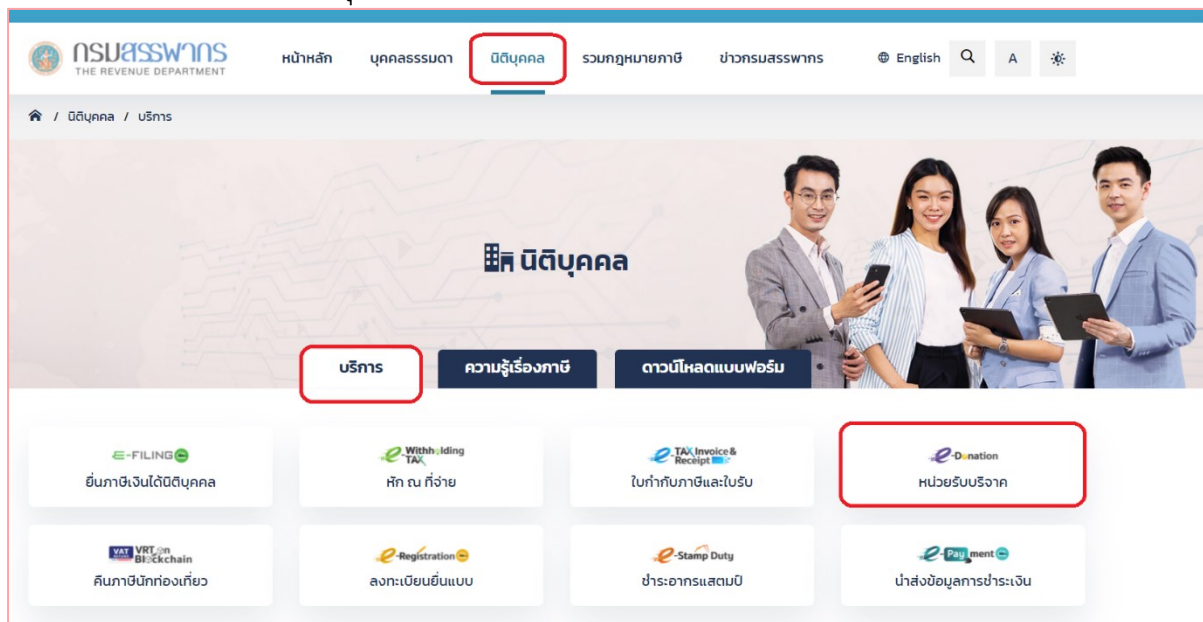 กรมสรรพากร
THE REVENUE DEPARTMENT
หน้าหลัก บุคคลธรรมดา นิติบุคคล รวมกฎหมายภาษี ข่าวกรมสรรพากร English A
/ นิติบุคคล / บริการ
นิติบุคคล
บริการ ความรู้เรื่องภาษี ดาวน์โหลดแบบฟอร์ม
E-FILING
ยื่นภาษีเงินได้นิติบุคคล
e-Withholding TAX
หัก ณ ที่จ่าย
e-TAX Invoice & Receipt
ใบกำกับภาษีและใบรับ
e-Donation
หน่วยรับบริจาค
VAT VRT on Blockchain
คืนภาษีนักท่องเที่ยว
e-Registration
ลงทะเบียนยื่นแบบ
e-Stamp Duty
ชำระอากรแสตมป์
e-Payment
นำส่งข้อมูลการชำระเงิน